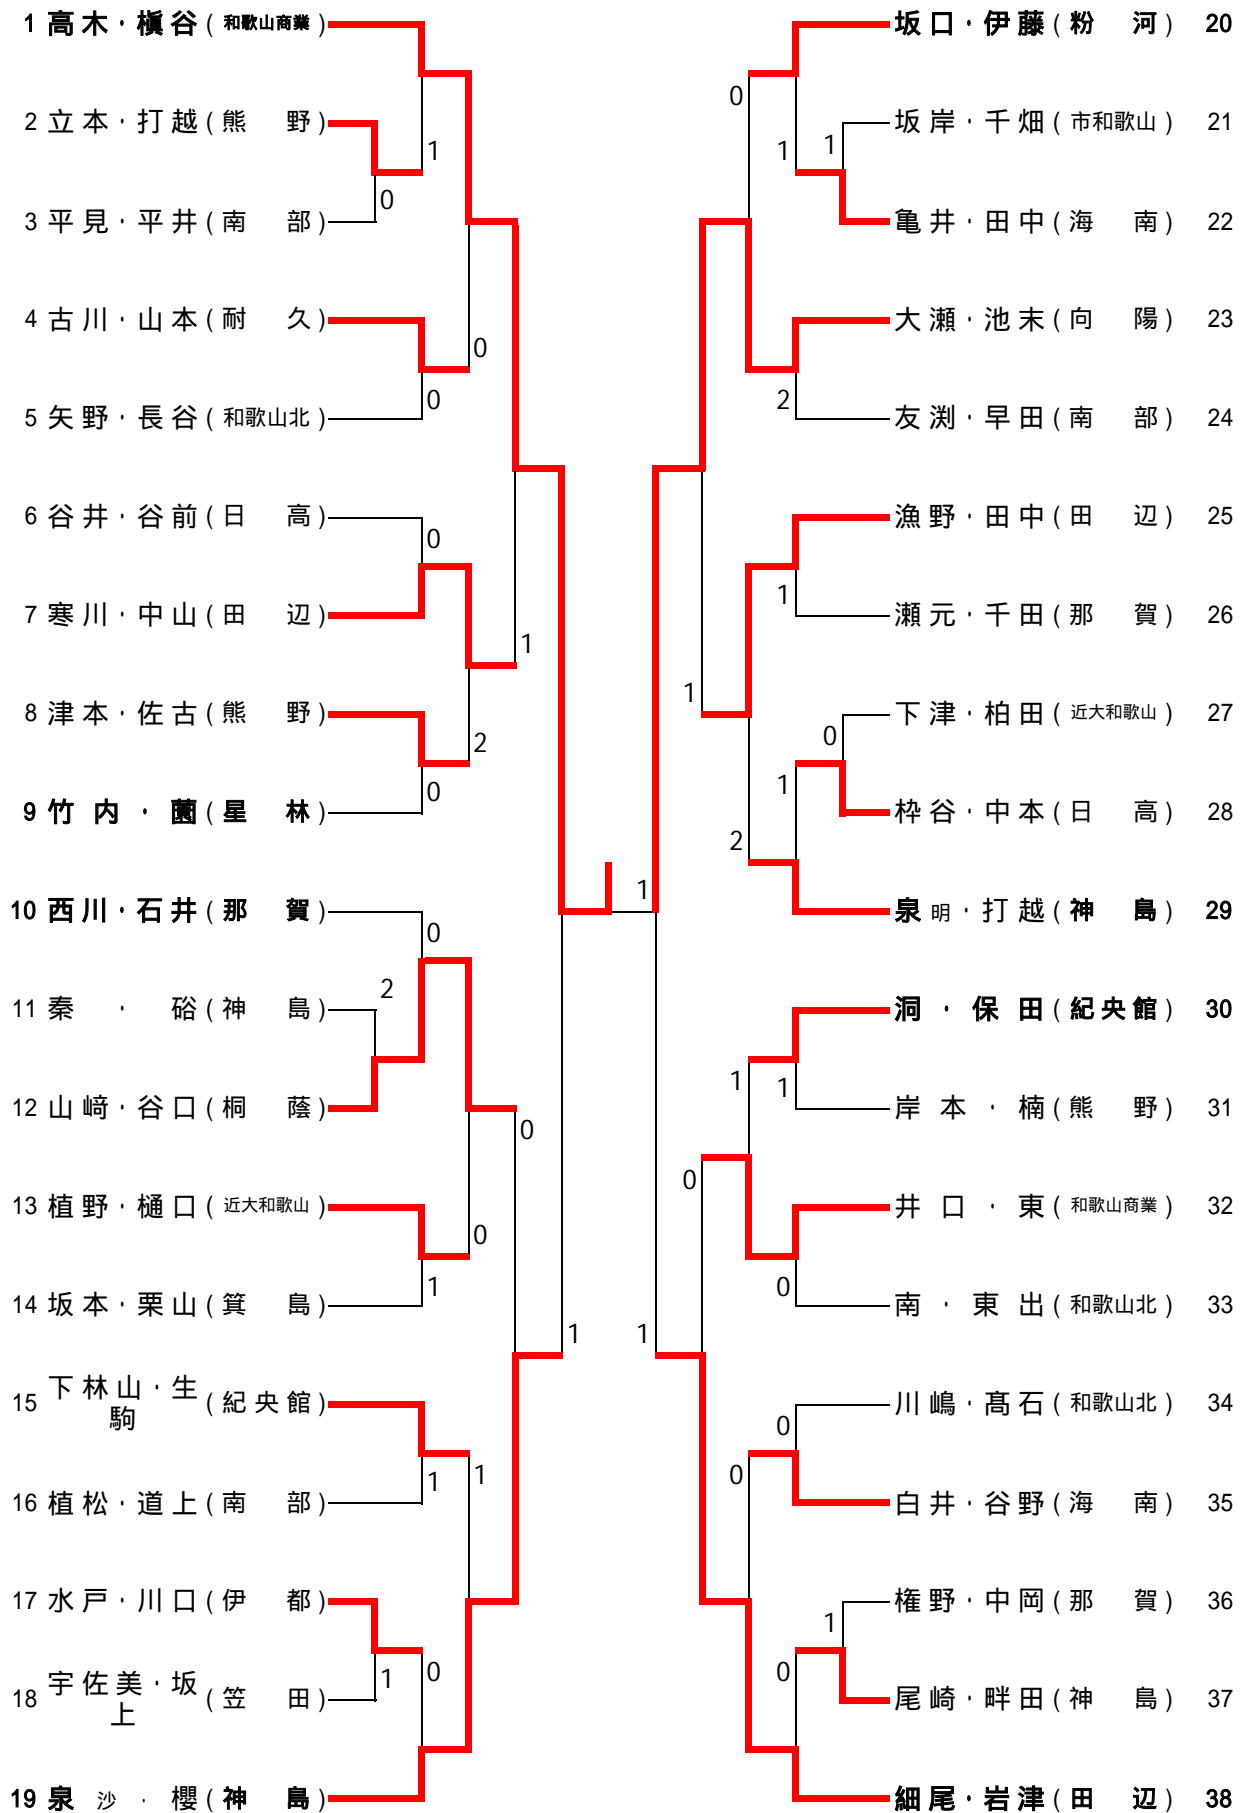 1 高木・槇谷 (和歌山商業)
2 立本・打越 (熊 野)
3 平見・平井 (南 部)
4 古川・山本 (耐 久)
5 矢野・長谷 (和歌山北)
6 谷井・谷前 (日 高)
7 寒川・中山 (田 辺)
8 津本・佐古 (熊 野)
9 竹内・薗 (星 林)
10 西川・石井 (那 賀)
11 秦・硲 (神 島)
12 山﨑・谷口 (桐 蔭)
13 植野・樋口 (近大和歌山)
14 坂本・栗山 (箕 島)
15 下林山・生駒 (紀央館)
16 植松・道上 (南 部)
17 水戸・川口 (伊 都)
18 宇佐美・坂上 (笠 田)
19 泉 沙・櫻 (神 島)
1
0
0
0
0
1
2
0
0
2
0
0
1
1
1
1
1
0
1
坂口・伊藤 (粉 河) 20
坂岸・千畑 (市和歌山) 21
亀井・田中 (海 南) 22
大瀬・池末 (向 陽) 23
友渕・早田 (南 部) 24
漁野・田中 (田 辺) 25
瀬元・千田 (那 賀) 26
下津・柏田 (近大和歌山) 27
枠谷・中本 (日 高) 28
泉 明・打越 (神 島) 29
洞・保田 (紀央館) 30
岸本・楠 (熊 野) 31
井口・東 (和歌山商業) 32
南・東出 (和歌山北) 33
川嶋・髙石 (和歌山北) 34
白井・谷野 (海 南) 35
権野・中岡 (那 賀) 36
尾崎・畔田 (神 島) 37
細尾・岩津 (田 辺) 38
0
1
1
2
1
1
0
1
2
1
1
1
0
0
1
0
0
1
0